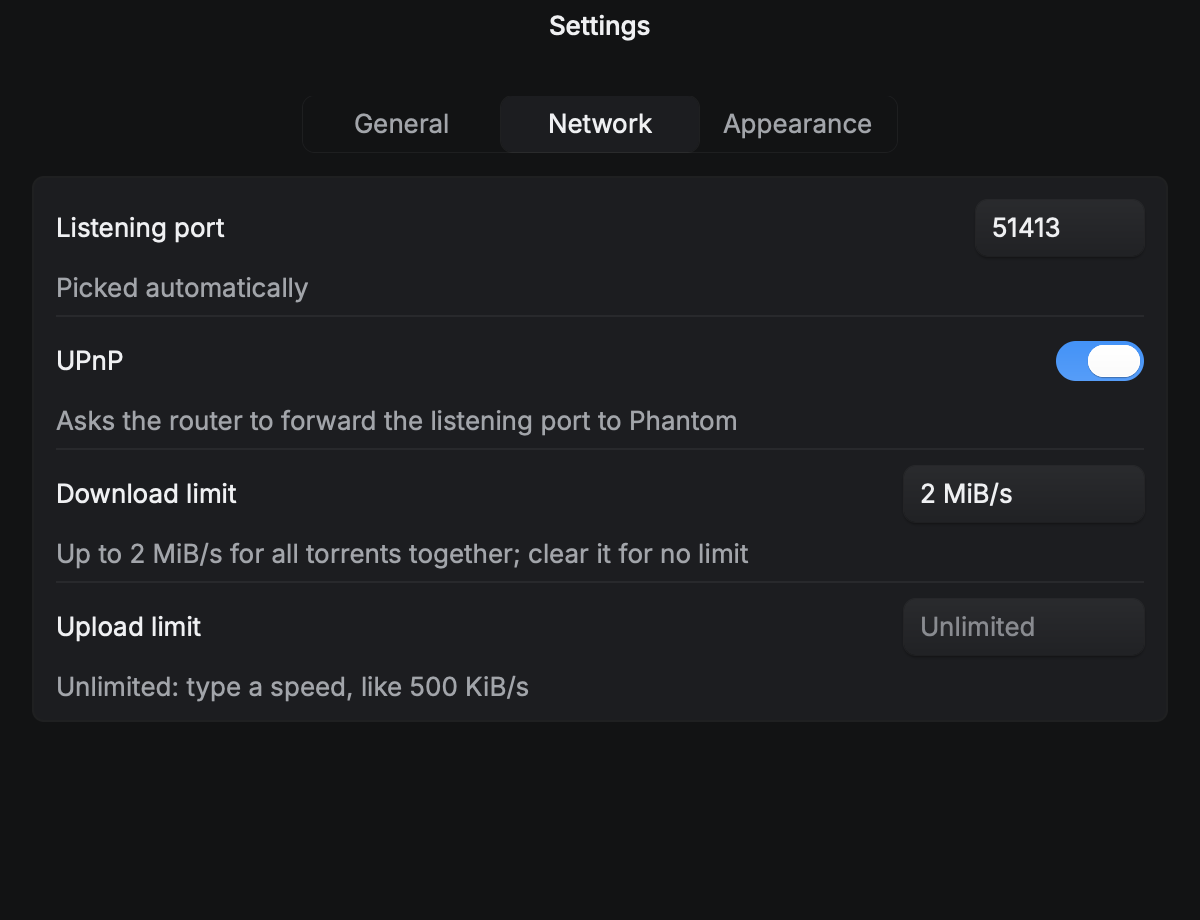 Settings
General Network Appearance
Listening port 51413
Picked automatically
UPnP
Asks the router to forward the listening port to Phantom
Download limit 2 MiB/s
Up to 2 MiB/s for all torrents together; clear it for no limit
Upload limit Unlimited
Unlimited: type a speed, like 500 KiB/s